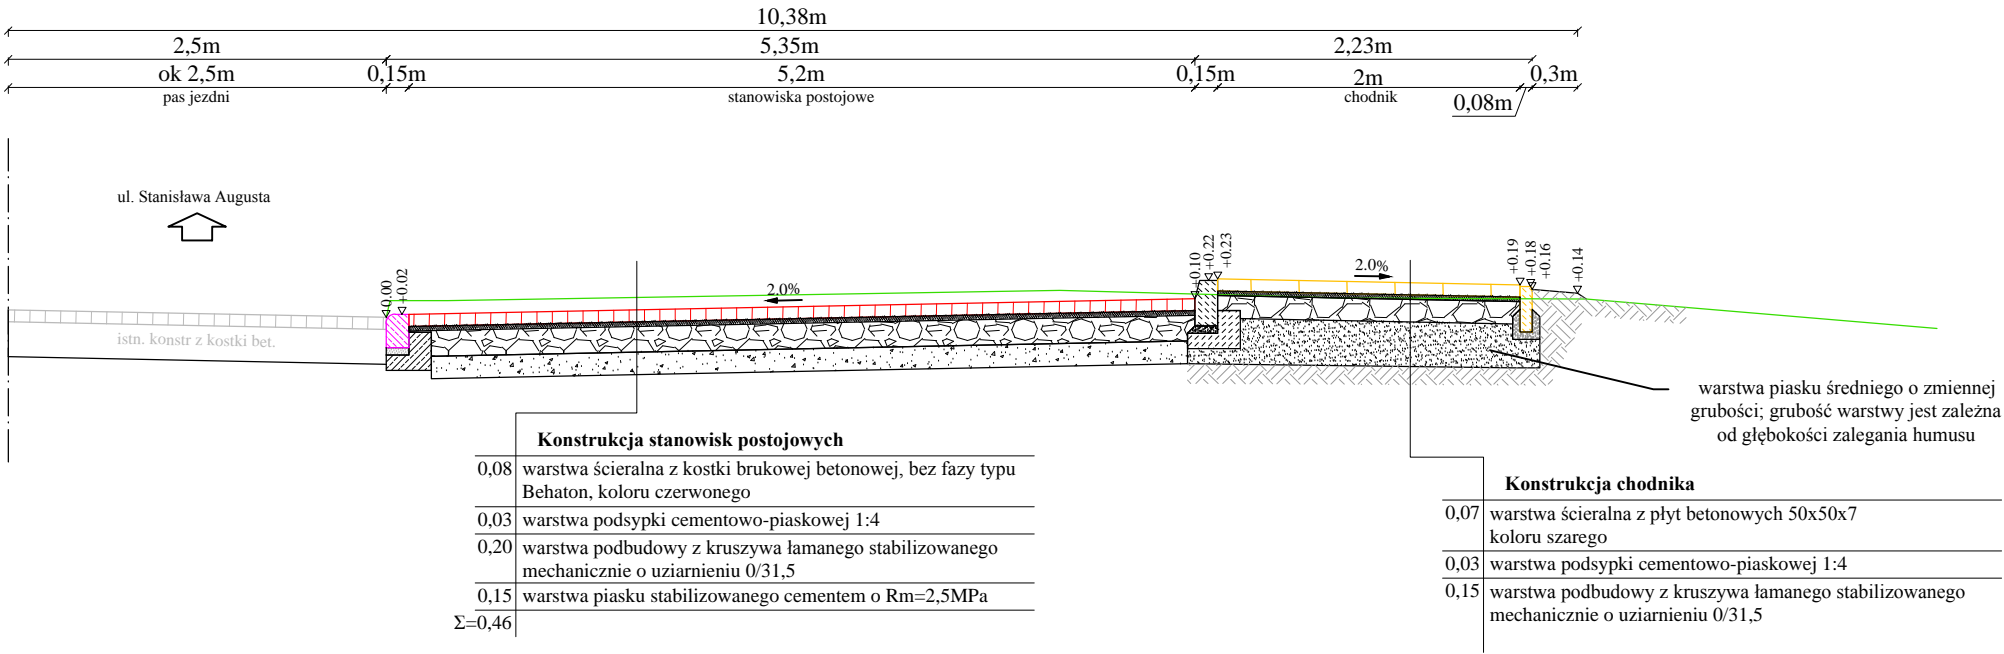 10,38m
2,5m
5,35m
2,23m
ok 2,5m
0,15m
5,2m
0,15m
2m
0,3m
pas jezdni
stanowiska postojowe
chodnik
0,08m
ul. Stanisława Augusta
+0.00
+0.02
2.0%
+0.10
+0.22
+0.23
2.0%
+0.19
+0.18
+0.16
+0.14
istn. konstr z kostki bet.
warstwa piasku średniego o zmiennej
grubości; grubość warstwy jest zależna
od głębokości zalegania humusu
Konstrukcja stanowisk postojowych
0,08 warstwa ścieralna z kostki brukowej betonowej, bez fazy typu
Behaton, koloru czerwonego
0,03 warstwa podsypki cementowo-piaskowej 1:4
0,20 warstwa podbudowy z kruszywa łamanego stabilizowanego
mechanicznie o uziarnieniu 0/31,5
0,15 warstwa piasku stabilizowanego cementem o Rm=2,5MPa
Σ=0,46
Konstrukcja chodnika
0,07 warstwa ścieralna z płyt betonowych 50x50x7
koloru szarego
0,03 warstwa podsypki cementowo-piaskowej 1:4
0,15 warstwa podbudowy z kruszywa łamanego stabilizowanego
mechanicznie o uziarnieniu 0/31,5